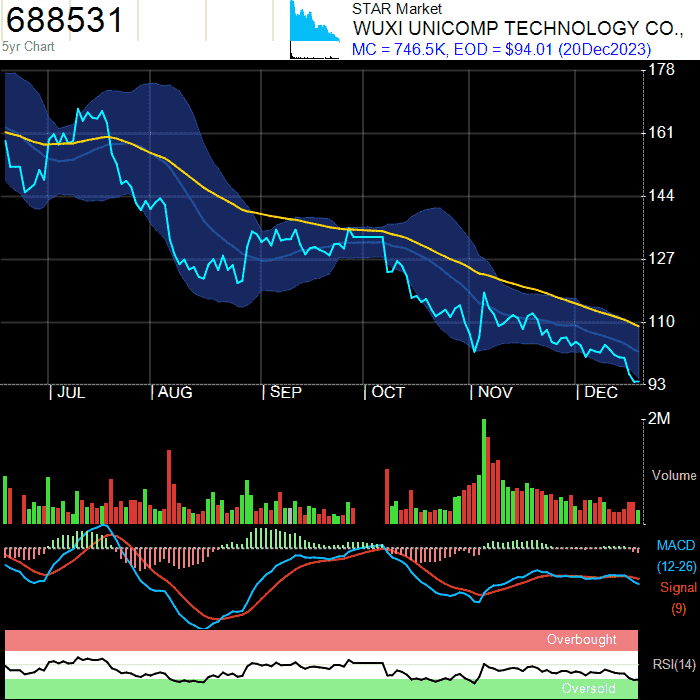 688531
5yr Chart
STAR Market
WUXI UNICOMP TECHNOLOGY CO.,
MC = 746.5K, EOD = $94.01 (20Dec2023)
178
161
144
127
110
93
| JUL | AUG | SEP | OCT | NOV | DEC
2M
Volume
MACD
(12-26)
Signal
(9)
Overbought
RSI(14)
Oversold